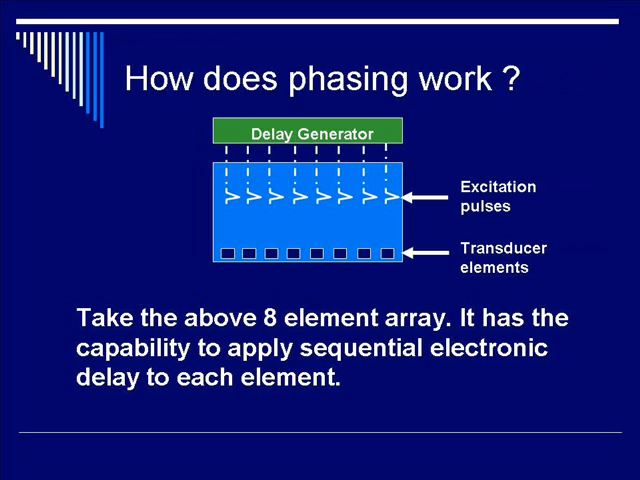 How does phasing work ?
Delay Generator
Excitation
pulses
Transducer
elements
Take the above 8 element array. It has the
capability to apply sequential electronic
delay to each element.